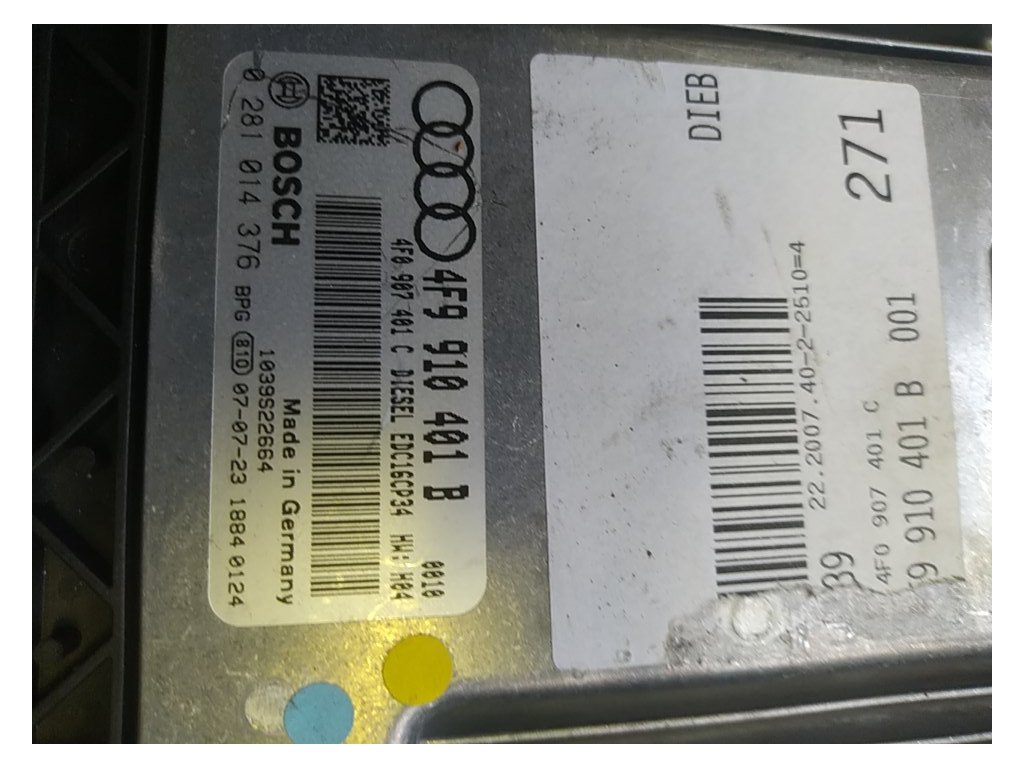 4F9 910 401 B 0010
4F0 907 401 C DIESEL EDC16CP34 HW: H04
BOSCH Made in Germany
1039S22664
0 281 014 376 BPG 810 07-07-23 1884 0124
DIEB
271
22.2007.40-2-2510=4
39
4F0 907 401 C
9 910 401 B 001